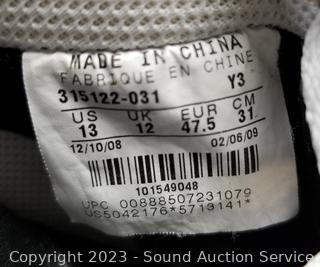 MADE IN CHINA
FABRIQUE EN CHINE
315122-031 Y3
US UK EUR CM
13 12 47.5 31
12/10/08 02/06/09
101549048
UPC 00888507231079
US5042176*5713141*
Copyright 2023 - Sound Auction Service